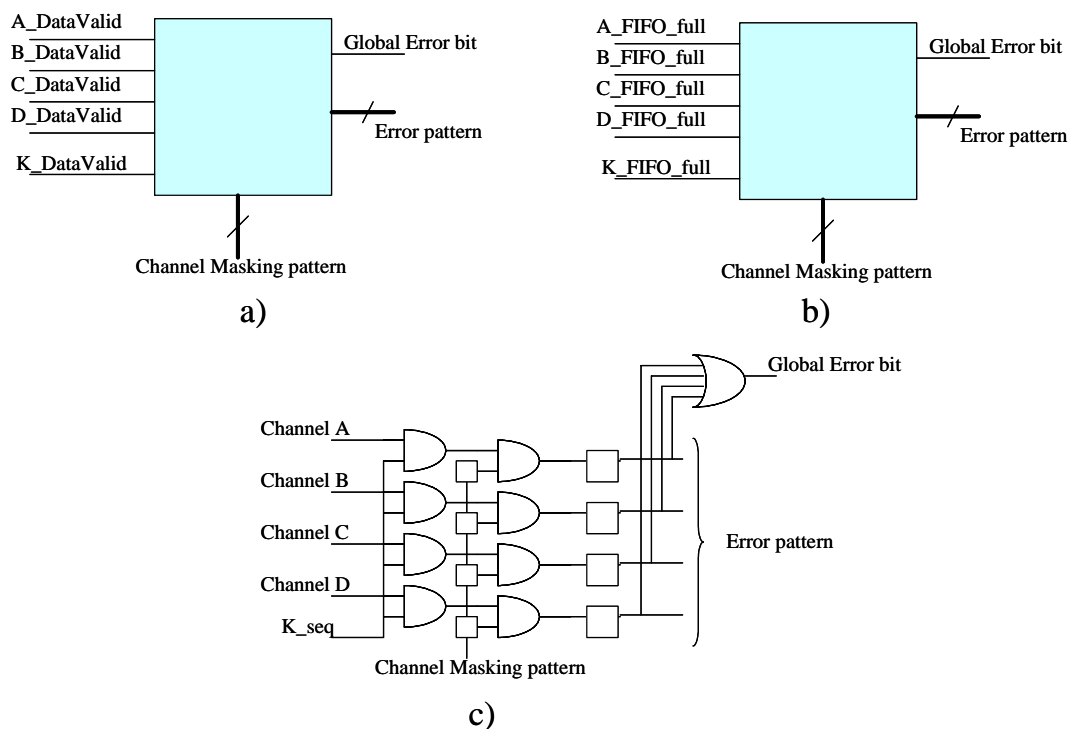 A_DataValid
B_DataValid
C_DataValid
D_DataValid
K_DataValid
Global Error bit
Error pattern
Channel Masking pattern
a)
A_FIFO_full
B_FIFO_full
C_FIFO_full
D_FIFO_full
K_FIFO_full
Global Error bit
Error pattern
Channel Masking pattern
b)
Global Error bit
Channel A
Channel B
Channel C
Channel D
K_seq
Error pattern
Channel Masking pattern
c)